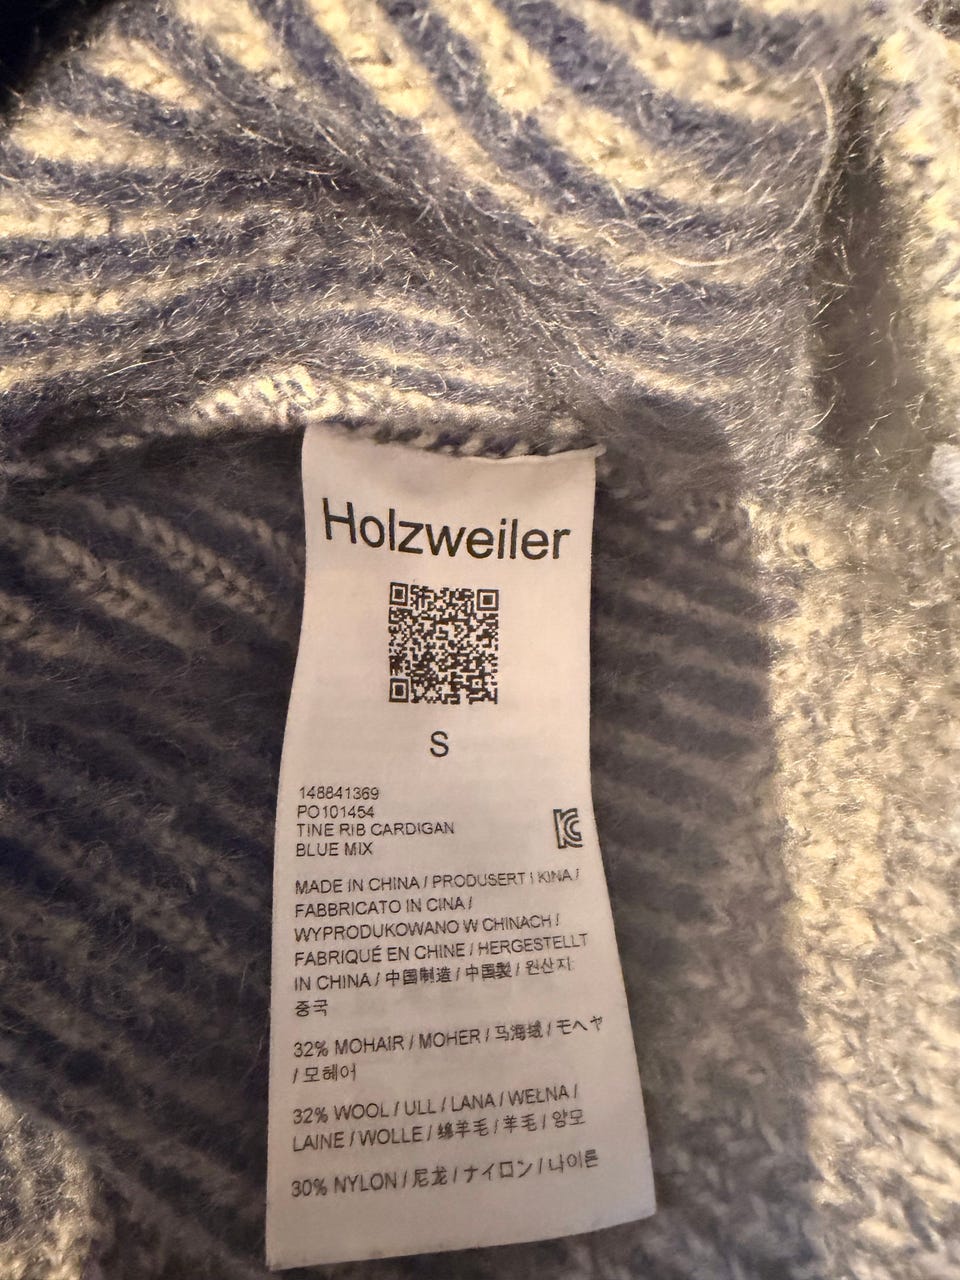 Holzweiler
S
148841369
PO101454
TINE RIB CARDIGAN
BLUE MIX
MADE IN CHINA / PRODUSERT I KINA /
FABBRICATO IN CINA /
WYPRODUKOWANO W CHINACH /
FABRIQUÉ EN CHINE / HERGESTELLT
IN CHINA / 中国制造 / 中国製 / 원산지:
중국
32% MOHAIR / MOHER / 马海绒 / モヘヤ
/ 모헤어
32% WOOL / ULL / LANA / WEŁNA /
LAINE / WOLLE / 绵羊毛 / 羊毛 / 양모
30% NYLON / 尼龙 / ナイロン / 나이론